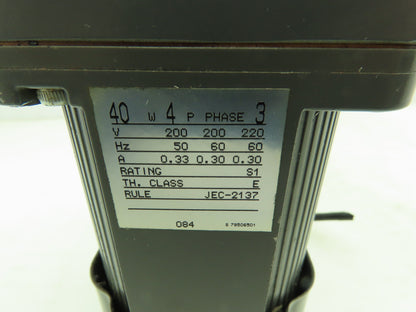 40 W 4 P PHASE 3
V 200 200 220
Hz 50 60 60
A 0.33 0.30 0.30
RATING S1
TH. CLASS E
RULE JEC-2137
084 S 79509501